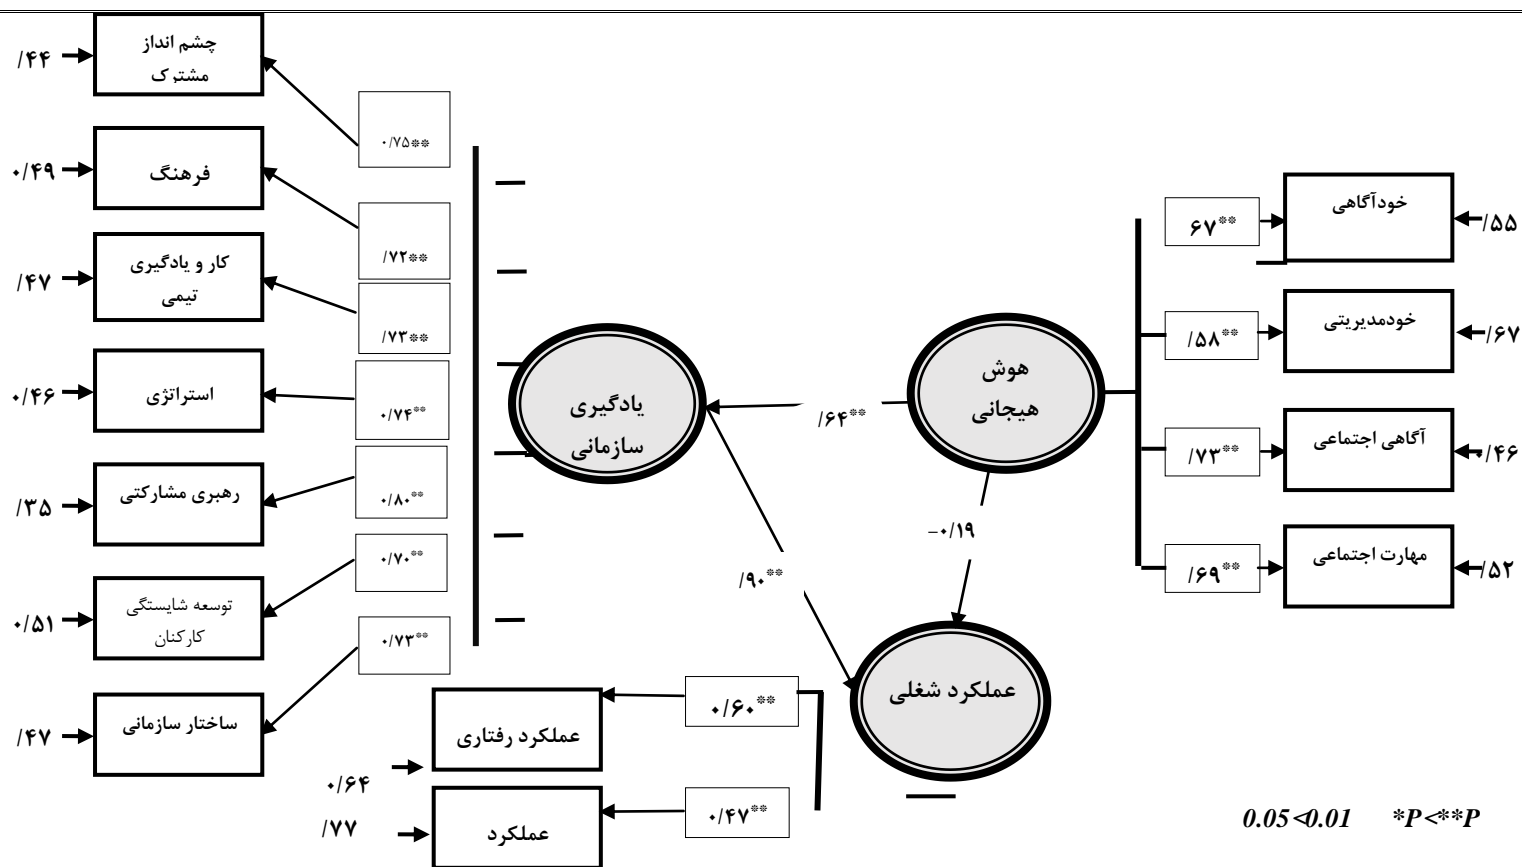 چشم انداز
مشترک
/۴۴
۰/۷۵**
فرهنگ
۰/۴۹
/۷۲**
کار و یادگیری
تیمی
/۴۷
/۷۳**
استراتژی
۰/۴۶
۰/۷۴**
رهبری مشارکتی
/۳۵
۰/۸۰**
توسعه شایستگی
کارکنان
۰/۵۱
۰/۷۰**
ساختار سازمانی
/۴۷
۰/۷۳**
یادگیری
سازمانی
/۶۴**
هوش
هیجانی
خودآگاهی
۶۷**
/۵۵
خودمدیریتی
/۵۸**
/۶۷
آگاهی اجتماعی
/۷۳**
۰/۴۶
مهارت اجتماعی
/۶۹**
/۵۲
–۰/۱۹
/۹۰**
عملکرد شغلی
عملکرد رفتاری
۰/۶۰**
۰/۶۴
عملکرد
۰/۴۷**
/۷۷
0.05<0.01 *P<**P